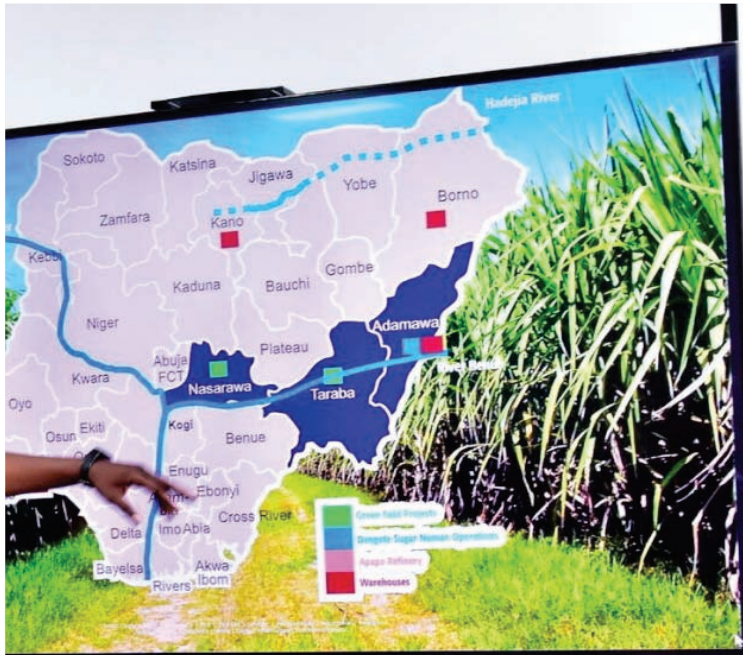 Hadejia River
Sokoto
Katsina
Jigawa
Yobe
Borno
Zamfara
Kano
Kebbi
Kaduna
Bauchi
Gombe
Niger
Adamawa
Plateau
Abuja
FCT
Nasarawa
Taraba
River Benue
Kwara
Oyo
Kogi
Benue
Osun
Ekiti
Enugu
Ebonyi
Cross River
Delta
Imo
Abia
Bayelsa
Akwa
Ibom
Rivers
Green Field Projects
Dangote Sugar Numan Operations
Apapa Refinery
Warehouses